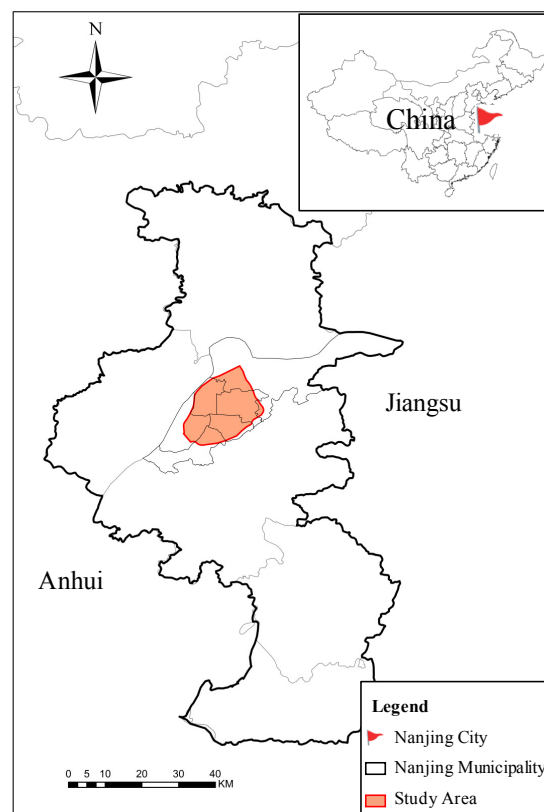 N
China
Jiangsu
Anhui
Legend
Nanjing City
Nanjing Municipality
Study Area
0 5 10 20 30 40
KM